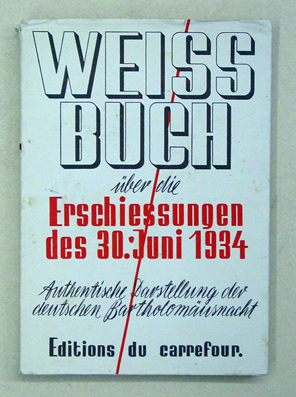 WEISS
BUCH
über die
Erschiessungen
des 30. Juni 1934
Authentische Darstellung der
deutschen Bartholomäusnacht
Editions du carrefour.